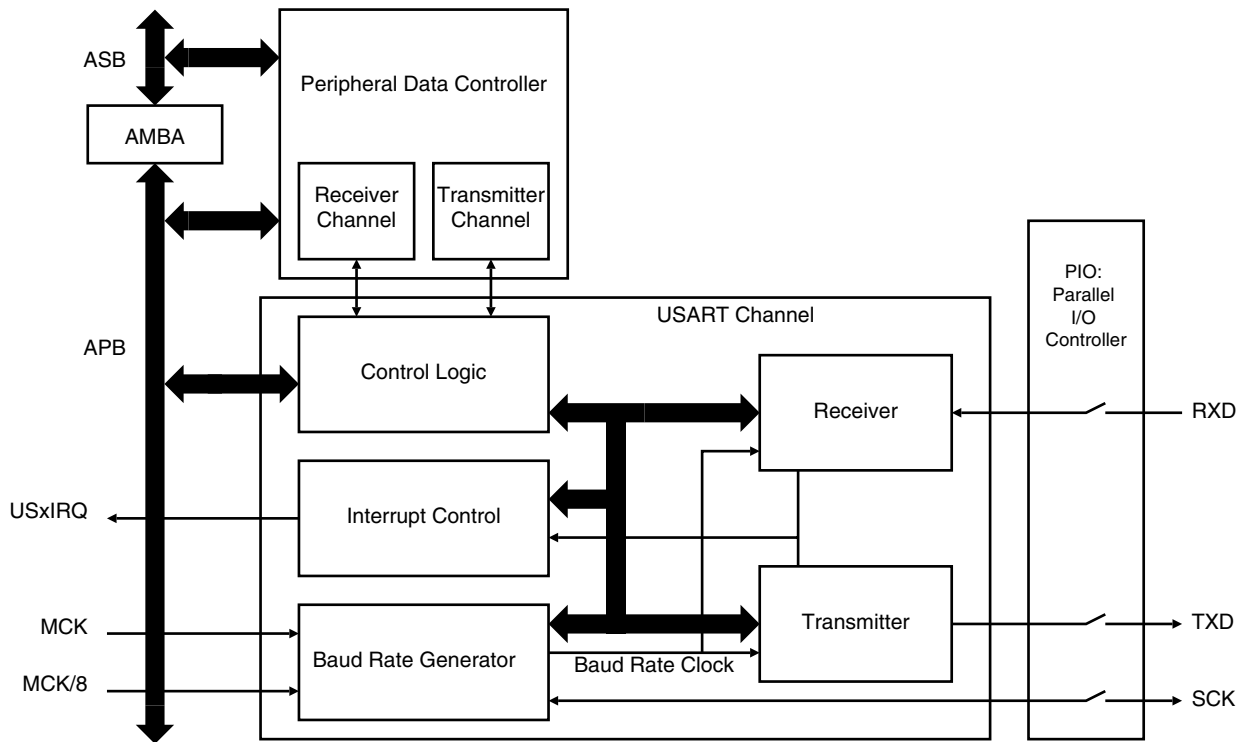 ASB
Peripheral Data Controller
AMBA
Receiver
Channel
Transmitter
Channel
PIO:
Parallel
I/O
Controller
USART Channel
APB
Control Logic
Receiver
RXD
USxIRQ
Interrupt Control
MCK
Baud Rate Generator
Transmitter
TXD
Baud Rate Clock
MCK/8
SCK